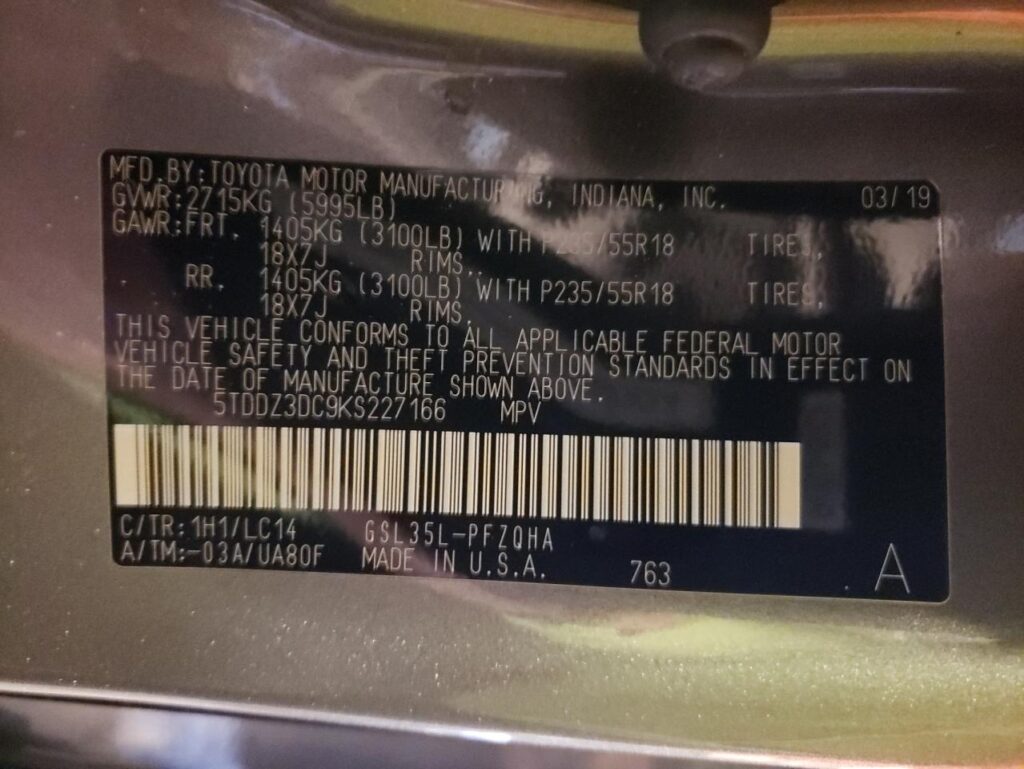 MFD.BY:TOYOTA MOTOR MANUFACTURING, INDIANA, INC. 03/19
GVWR:2715KG (5995LB)
GAWR:FRT. 1405KG (3100LB) WITH P235/55R18 TIRES,
18X7J RIMS,
RR. 1405KG (3100LB) WITH P235/55R18 TIRES,
18X7J RIMS
THIS VEHICLE CONFORMS TO ALL APPLICABLE FEDERAL MOTOR
VEHICLE SAFETY AND THEFT PREVENTION STANDARDS IN EFFECT ON
THE DATE OF MANUFACTURE SHOWN ABOVE.
5TDDZ3DC9KS227166 MPV
C/TR:1H1/LC14 GSL35L-PFZQHA
A/TM:-03A/UA80F MADE IN U.S.A. 763 A